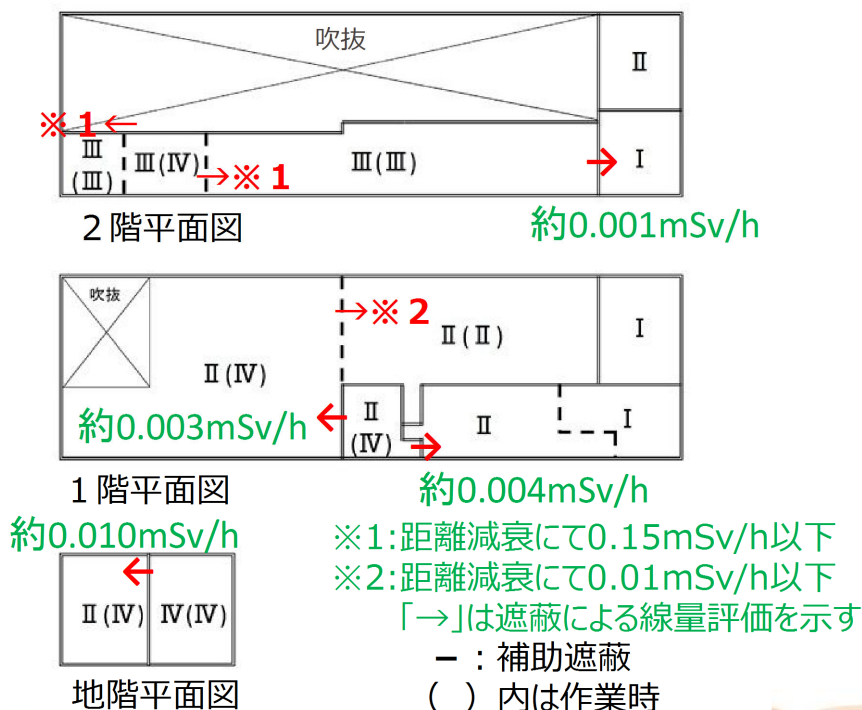 吹抜
Ⅱ
※1←
Ⅲ
(Ⅲ)
Ⅲ(Ⅳ)
→※1
Ⅲ(Ⅲ)
→
Ⅰ
2階平面図
約0.001mSv/h
吹抜
→※2
Ⅱ(Ⅱ)
Ⅰ
Ⅱ(Ⅳ)
約0.003mSv/h
←
Ⅱ
(Ⅳ)
→
Ⅱ
Ⅰ
1階平面図
約0.004mSv/h
約0.010mSv/h
←
Ⅱ(Ⅳ)
Ⅳ(Ⅳ)
地階平面図
※1:距離減衰にて0.15mSv/h以下
※2:距離減衰にて0.01mSv/h以下
「→」は遮蔽による線量評価を示す
−:補助遮蔽
( )内は作業時